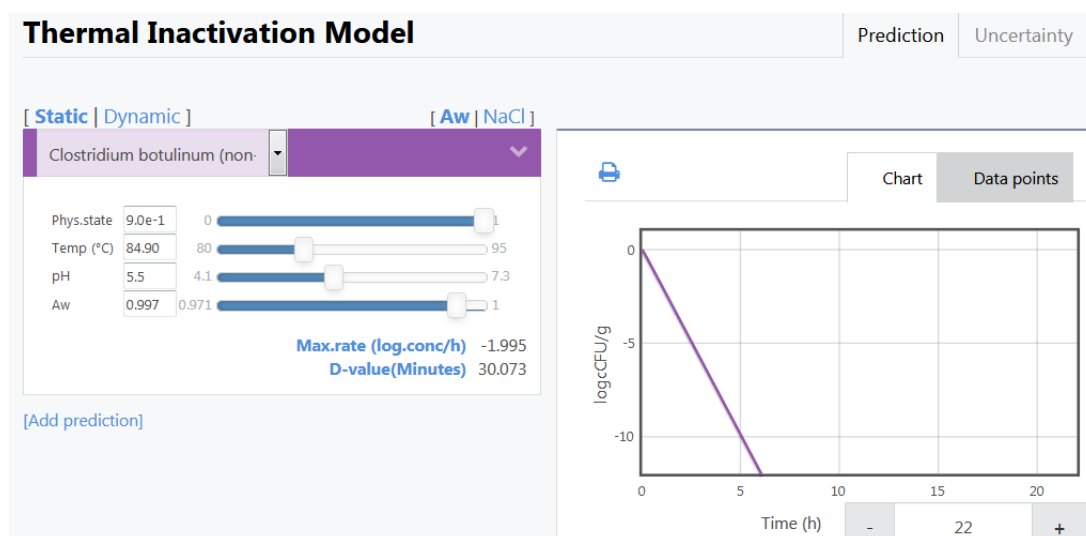 Thermal Inactivation Model
Prediction Uncertainty
[ Static | Dynamic ] [ Aw | NaCl ]
Clostridium botulinum (non-
Chart Data points
Phys.state 9.0e-1 0 1
Temp (°C) 84.90 80 95
pH 5.5 4.1 7.3
Aw 0.997 0.971 1
Max.rate (log.conc/h) -1.995
D-value(Minutes) 30.073
[Add prediction]
logcCFU/g
0
-5
-10
0 5 10 15 20
Time (h) - 22 +